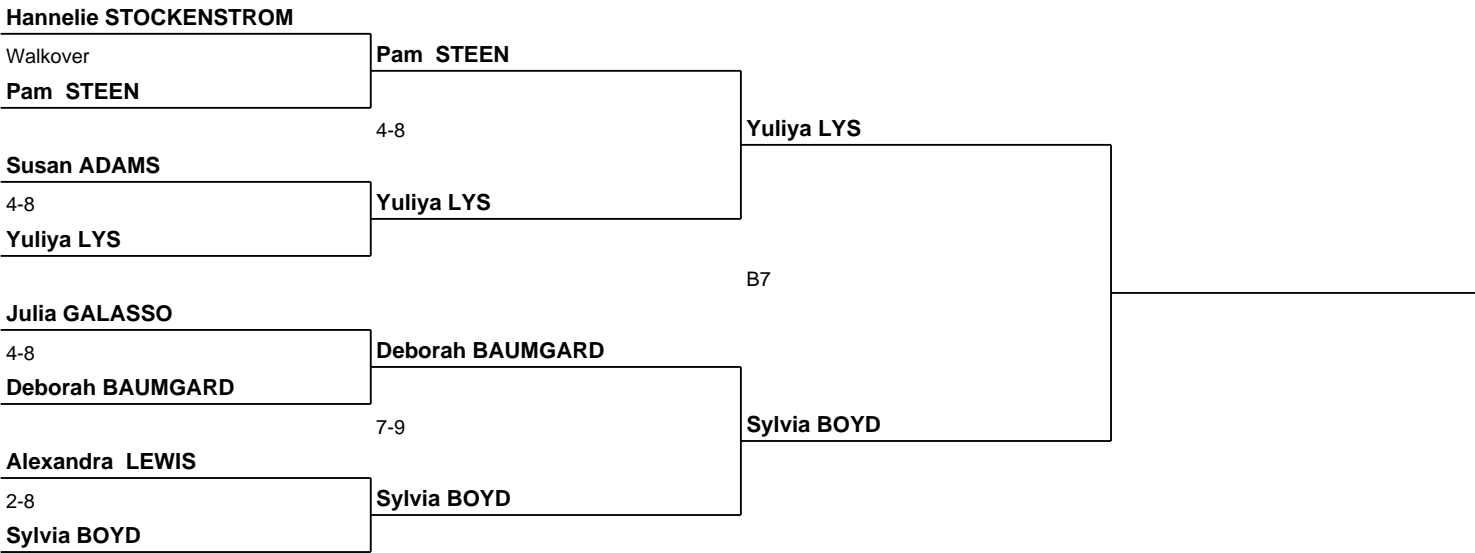 Hannelie STOCKENSTROM
Walkover
Pam STEEN
Pam STEEN
4-8
Yuliya LYS
Susan ADAMS
4-8
Yuliya LYS
Yuliya LYS
B7
Julia GALASSO
4-8
Deborah BAUMGARD
Deborah BAUMGARD
7-9
Sylvia BOYD
Alexandra LEWIS
2-8
Sylvia BOYD
Sylvia BOYD